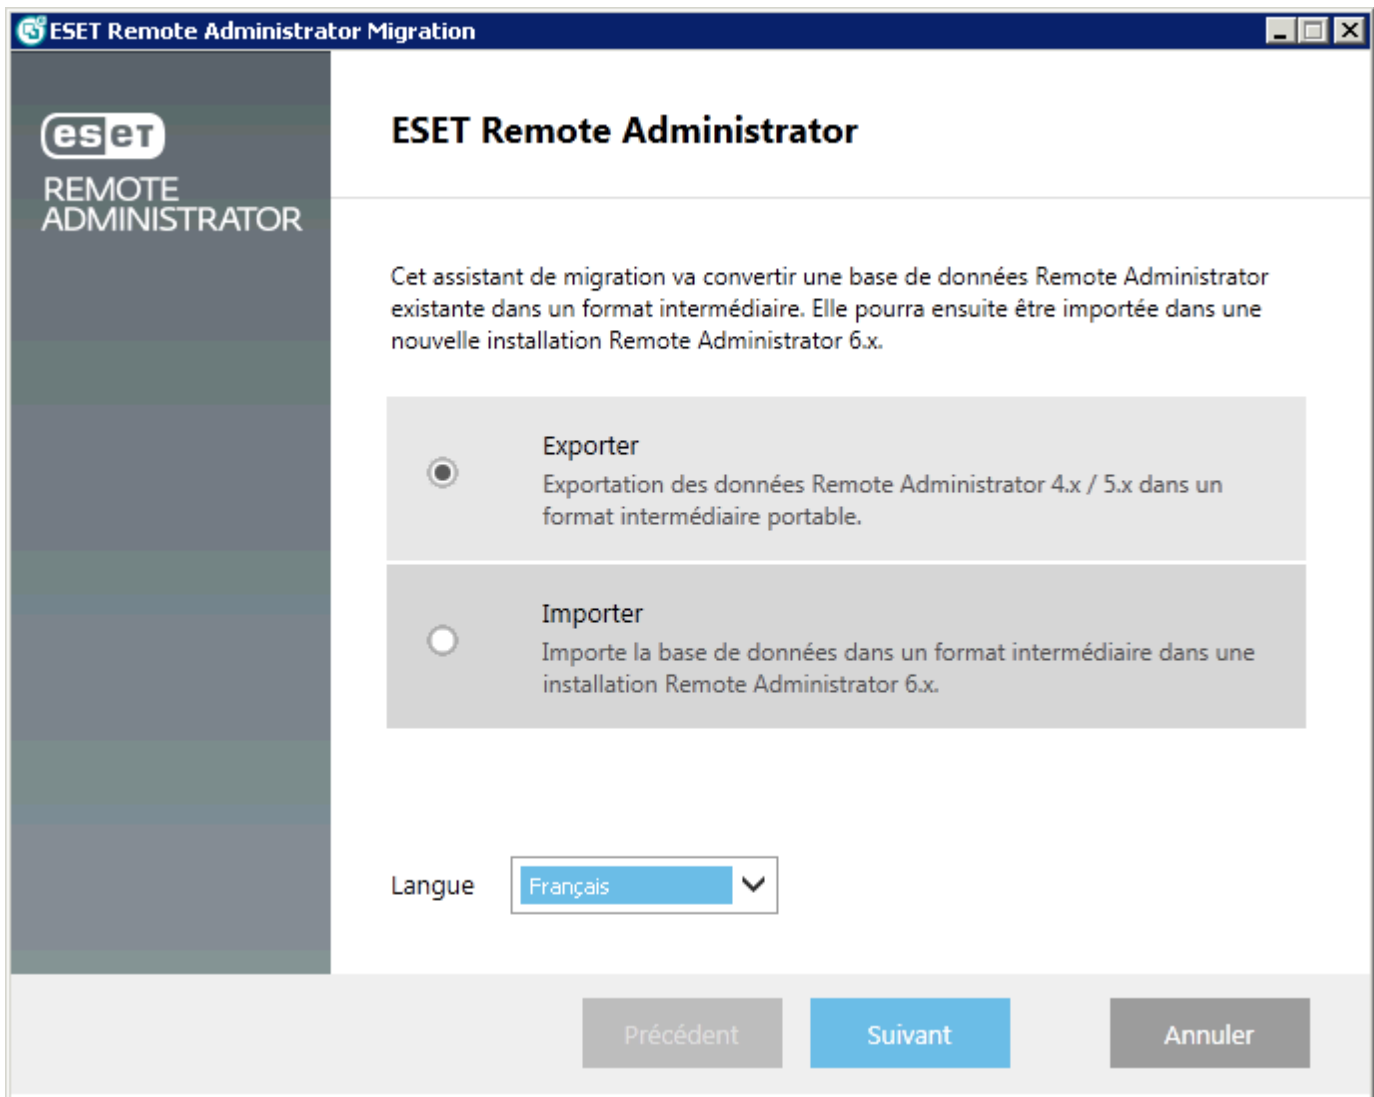 ESET Remote Administrator Migration
eset
REMOTE
ADMINISTRATOR
ESET Remote Administrator
Cet assistant de migration va convertir une base de données Remote Administrator
existante dans un format intermédiaire. Elle pourra ensuite être importée dans une
nouvelle installation Remote Administrator 6.x.
Exporter
Exportation des données Remote Administrator 4.x / 5.x dans un
format intermédiaire portable.
Importer
Importe la base de données dans un format intermédiaire dans une
installation Remote Administrator 6.x.
Langue Français
Précédent Suivant Annuler